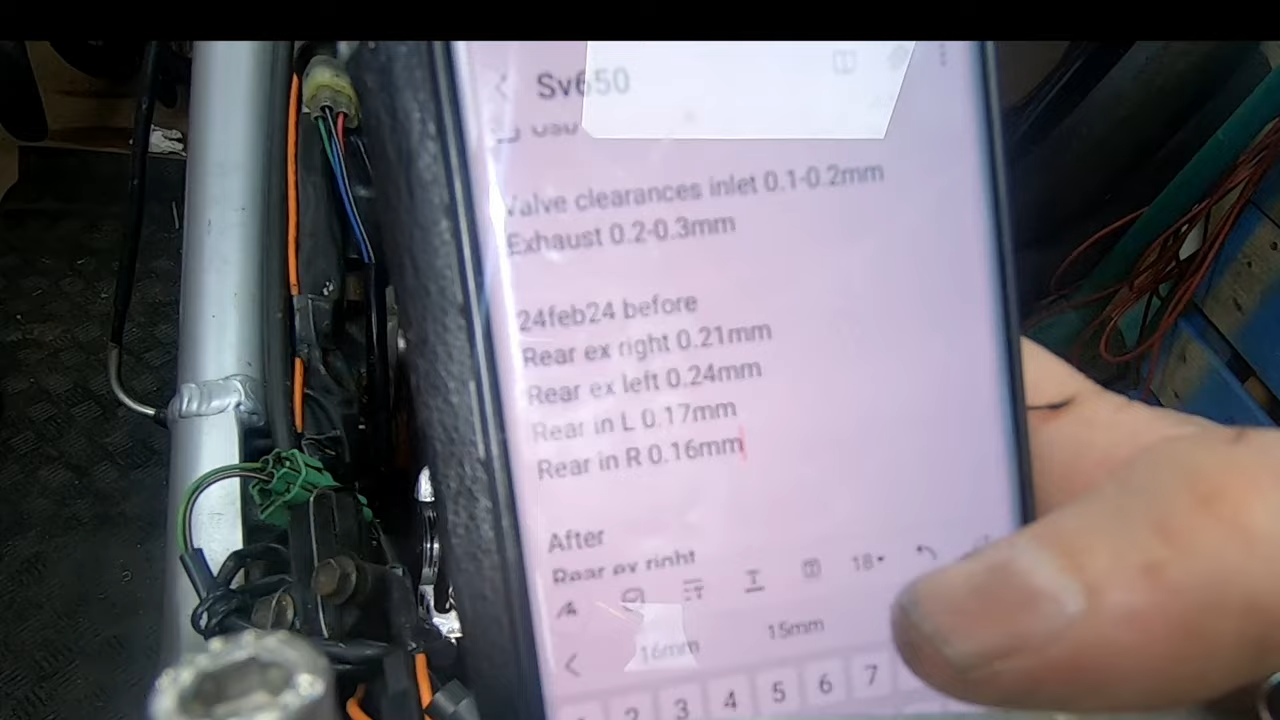 Sv650
Valve clearances inlet 0.1-0.2mm
Exhaust 0.2-0.3mm
24feb24 before
Rear ex right 0.21mm
Rear ex left 0.24mm
Rear in L 0.17mm
Rear in R 0.16mm
After
Rear ex right
18
16mm 15mm
2 3 4 5 6 7